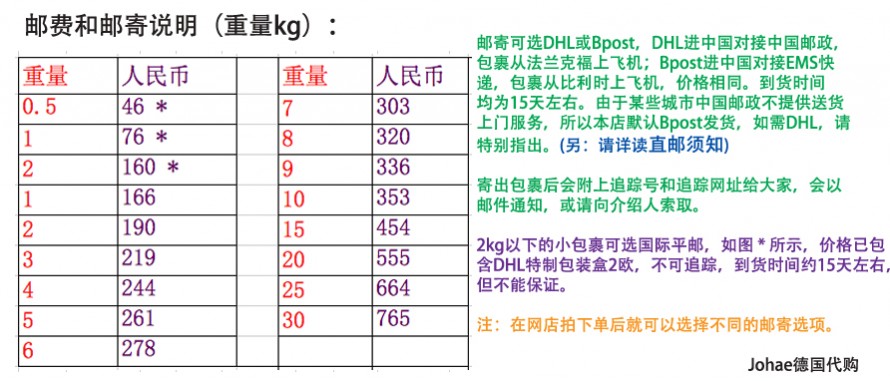 邮费和邮寄说明（重量kg）：
重量 人民币 重量 人民币
0.5 46 * 7 303
1 76 * 8 320
2 160 * 9 336
1 166 10 353
2 190 15 454
3 219 20 555
4 244 25 664
5 261 30 765
6 278
邮寄可选DHL或Bpost，DHL进中国对接中国邮政，
包裹从法兰克福上飞机；Bpost进中国对接EMS快
递，包裹从比利时上飞机，价格相同。到货时间
均为15天左右。由于某些城市中国邮政不提供送货
上门服务，所以本店默认Bpost发货，如需DHL，请
特别指出。(另：请详读直邮须知)
寄出包裹后会附上追踪号和追踪网址给大家，会以
邮件通知，或请向介绍人索取。
2kg以下的小包裹可选国际平邮，如图 * 所示，价格已包
含DHL特制包装盒2欧，不可追踪，到货时间约15天左右，
但不能保证。
注：在网店拍下单后就可以选择不同的邮寄选项。
Johae德国代购